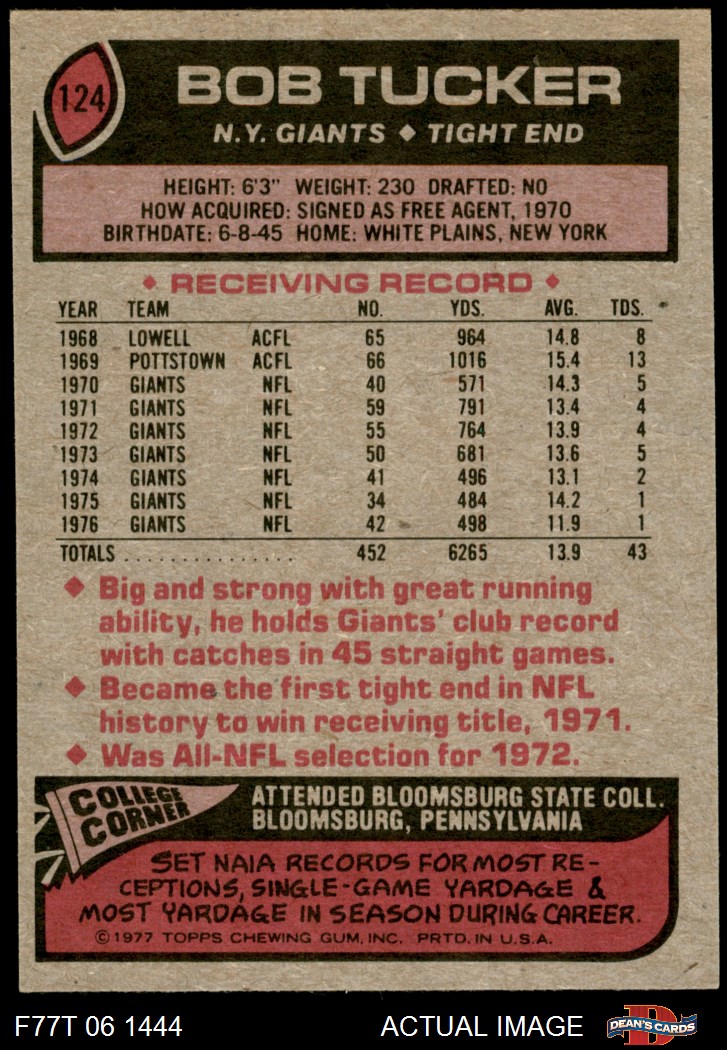 124
BOB TUCKER
N.Y. GIANTS ♦ TIGHT END
HEIGHT: 6'3" WEIGHT: 230 DRAFTED: NO
HOW ACQUIRED: SIGNED AS FREE AGENT, 1970
BIRTHDATE: 6-8-45 HOME: WHITE PLAINS, NEW YORK
♦ RECEIVING RECORD ♦
YEAR TEAM NO. YDS. AVG. TDS.
1968 LOWELL ACFL 65 964 14.8 8
1969 POTTSTOWN ACFL 66 1016 15.4 13
1970 GIANTS NFL 40 571 14.3 5
1971 GIANTS NFL 59 791 13.4 4
1972 GIANTS NFL 55 764 13.9 4
1973 GIANTS NFL 50 681 13.6 5
1974 GIANTS NFL 41 496 13.1 2
1975 GIANTS NFL 34 484 14.2 1
1976 GIANTS NFL 42 498 11.9 1
TOTALS . . . . . . . . . . . . . . . . 452 6265 13.9 43
♦ Big and strong with great running
ability, he holds Giants' club record
with catches in 45 straight games.
♦ Became the first tight end in NFL
history to win receiving title, 1971.
♦ Was All-NFL selection for 1972.
COLLEGE
CORNER
ATTENDED BLOOMSBURG STATE COLL.
BLOOMSBURG, PENNSYLVANIA
SET NAIA RECORDS FOR MOST RE-
CEPTIONS, SINGLE-GAME YARDAGE &
MOST YARDAGE IN SEASON DURING CAREER.
©1977 TOPPS CHEWING GUM, INC. PRTD. IN U.S.A.
F77T 06 1444 ACTUAL IMAGE D DEAN'S CARDS